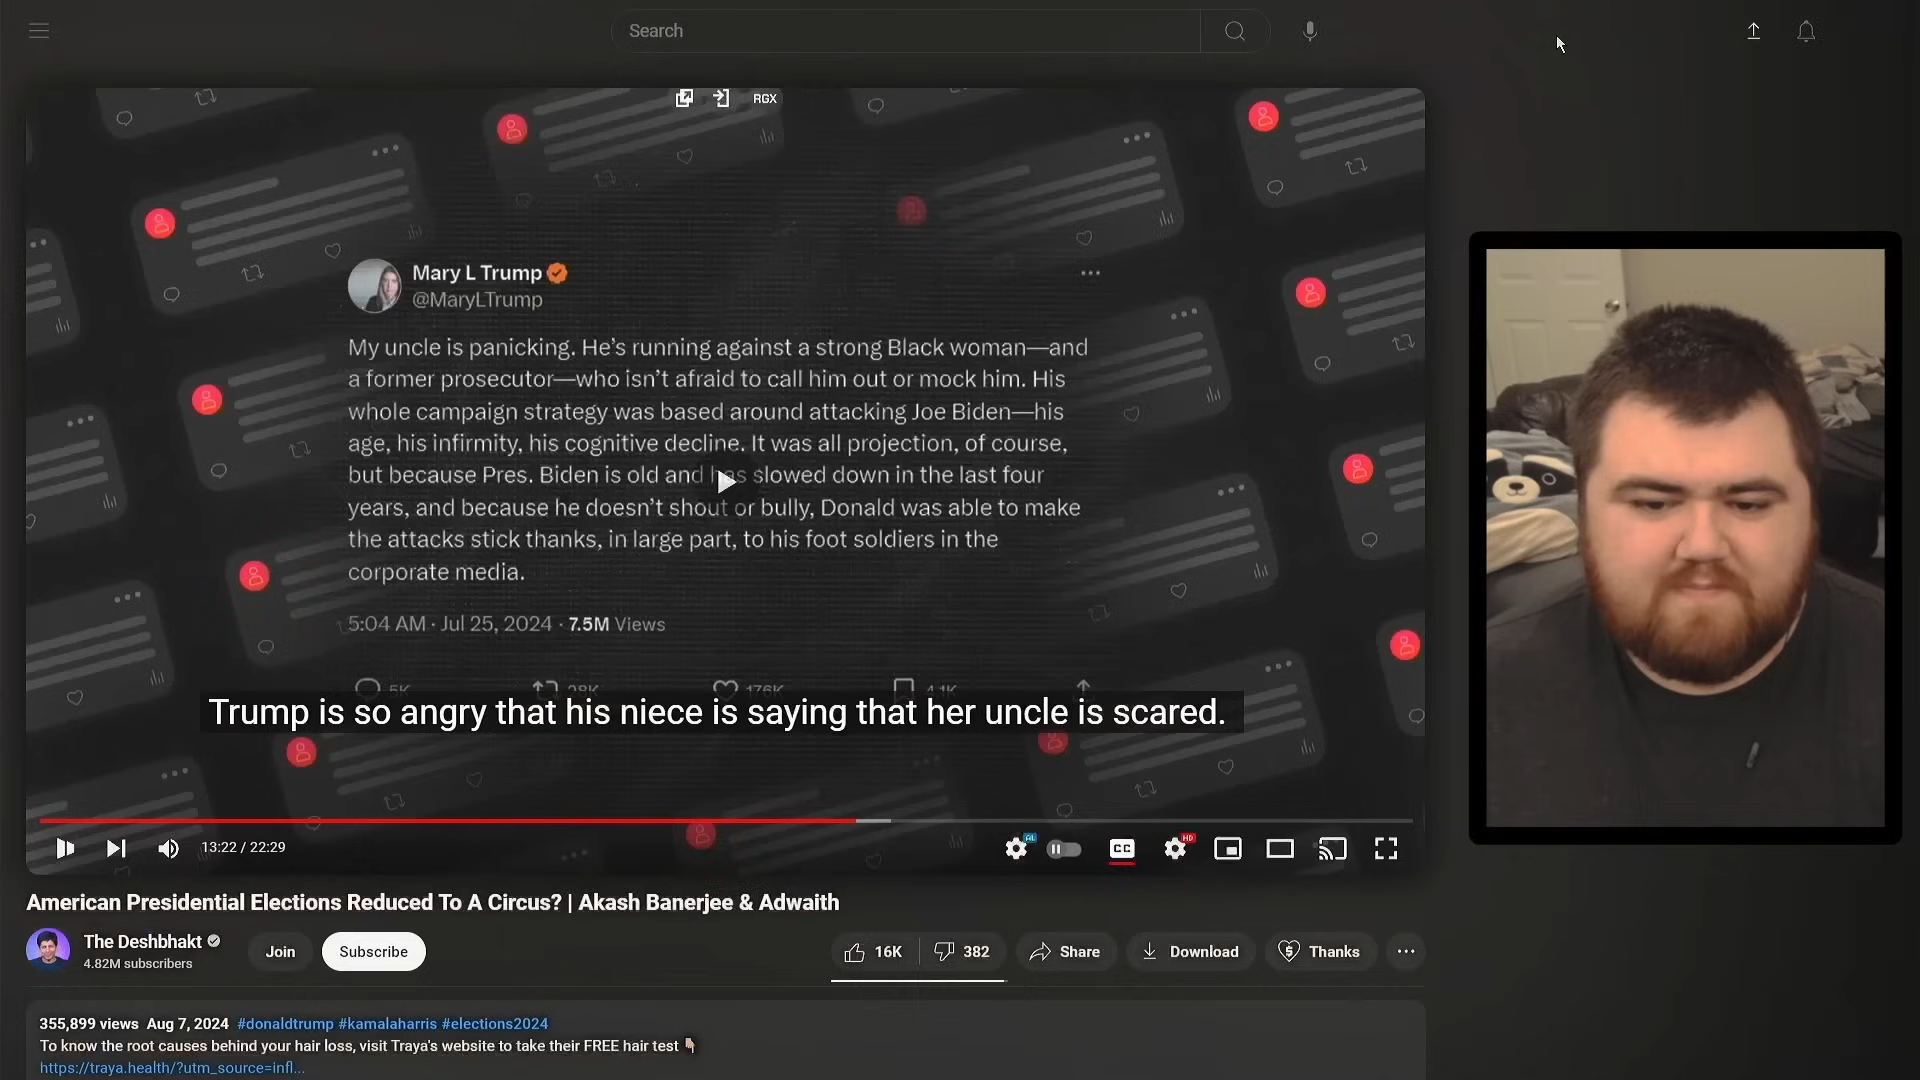 Search
RGX
Mary L Trump
@MaryLTrump
My uncle is panicking. He's running against a strong Black woman—and
a former prosecutor—who isn't afraid to call him out or mock him. His
whole campaign strategy was based around attacking Joe Biden—his
age, his infirmity, his cognitive decline. It was all projection, of course,
but because Pres. Biden is old and has slowed down in the last four
years, and because he doesn't shout or bully, Donald was able to make
the attacks stick thanks, in large part, to his foot soldiers in the
corporate media.
5:04 AM · Jul 25, 2024 · 7.5M Views
5K 28K 176K 4.1K
Trump is so angry that his niece is saying that her uncle is scared.
13:22 / 22:29
CC
HD
American Presidential Elections Reduced To A Circus? | Akash Banerjee & Adwaith
The Deshbhakt
4.82M subscribers
Join
Subscribe
16K
382
Share
Download
Thanks
355,899 views Aug 7, 2024 #donaldtrump #kamalaharris #elections2024
To know the root causes behind your hair loss, visit Traya's website to take their FREE hair test
https://traya.health/?utm_source=infl...